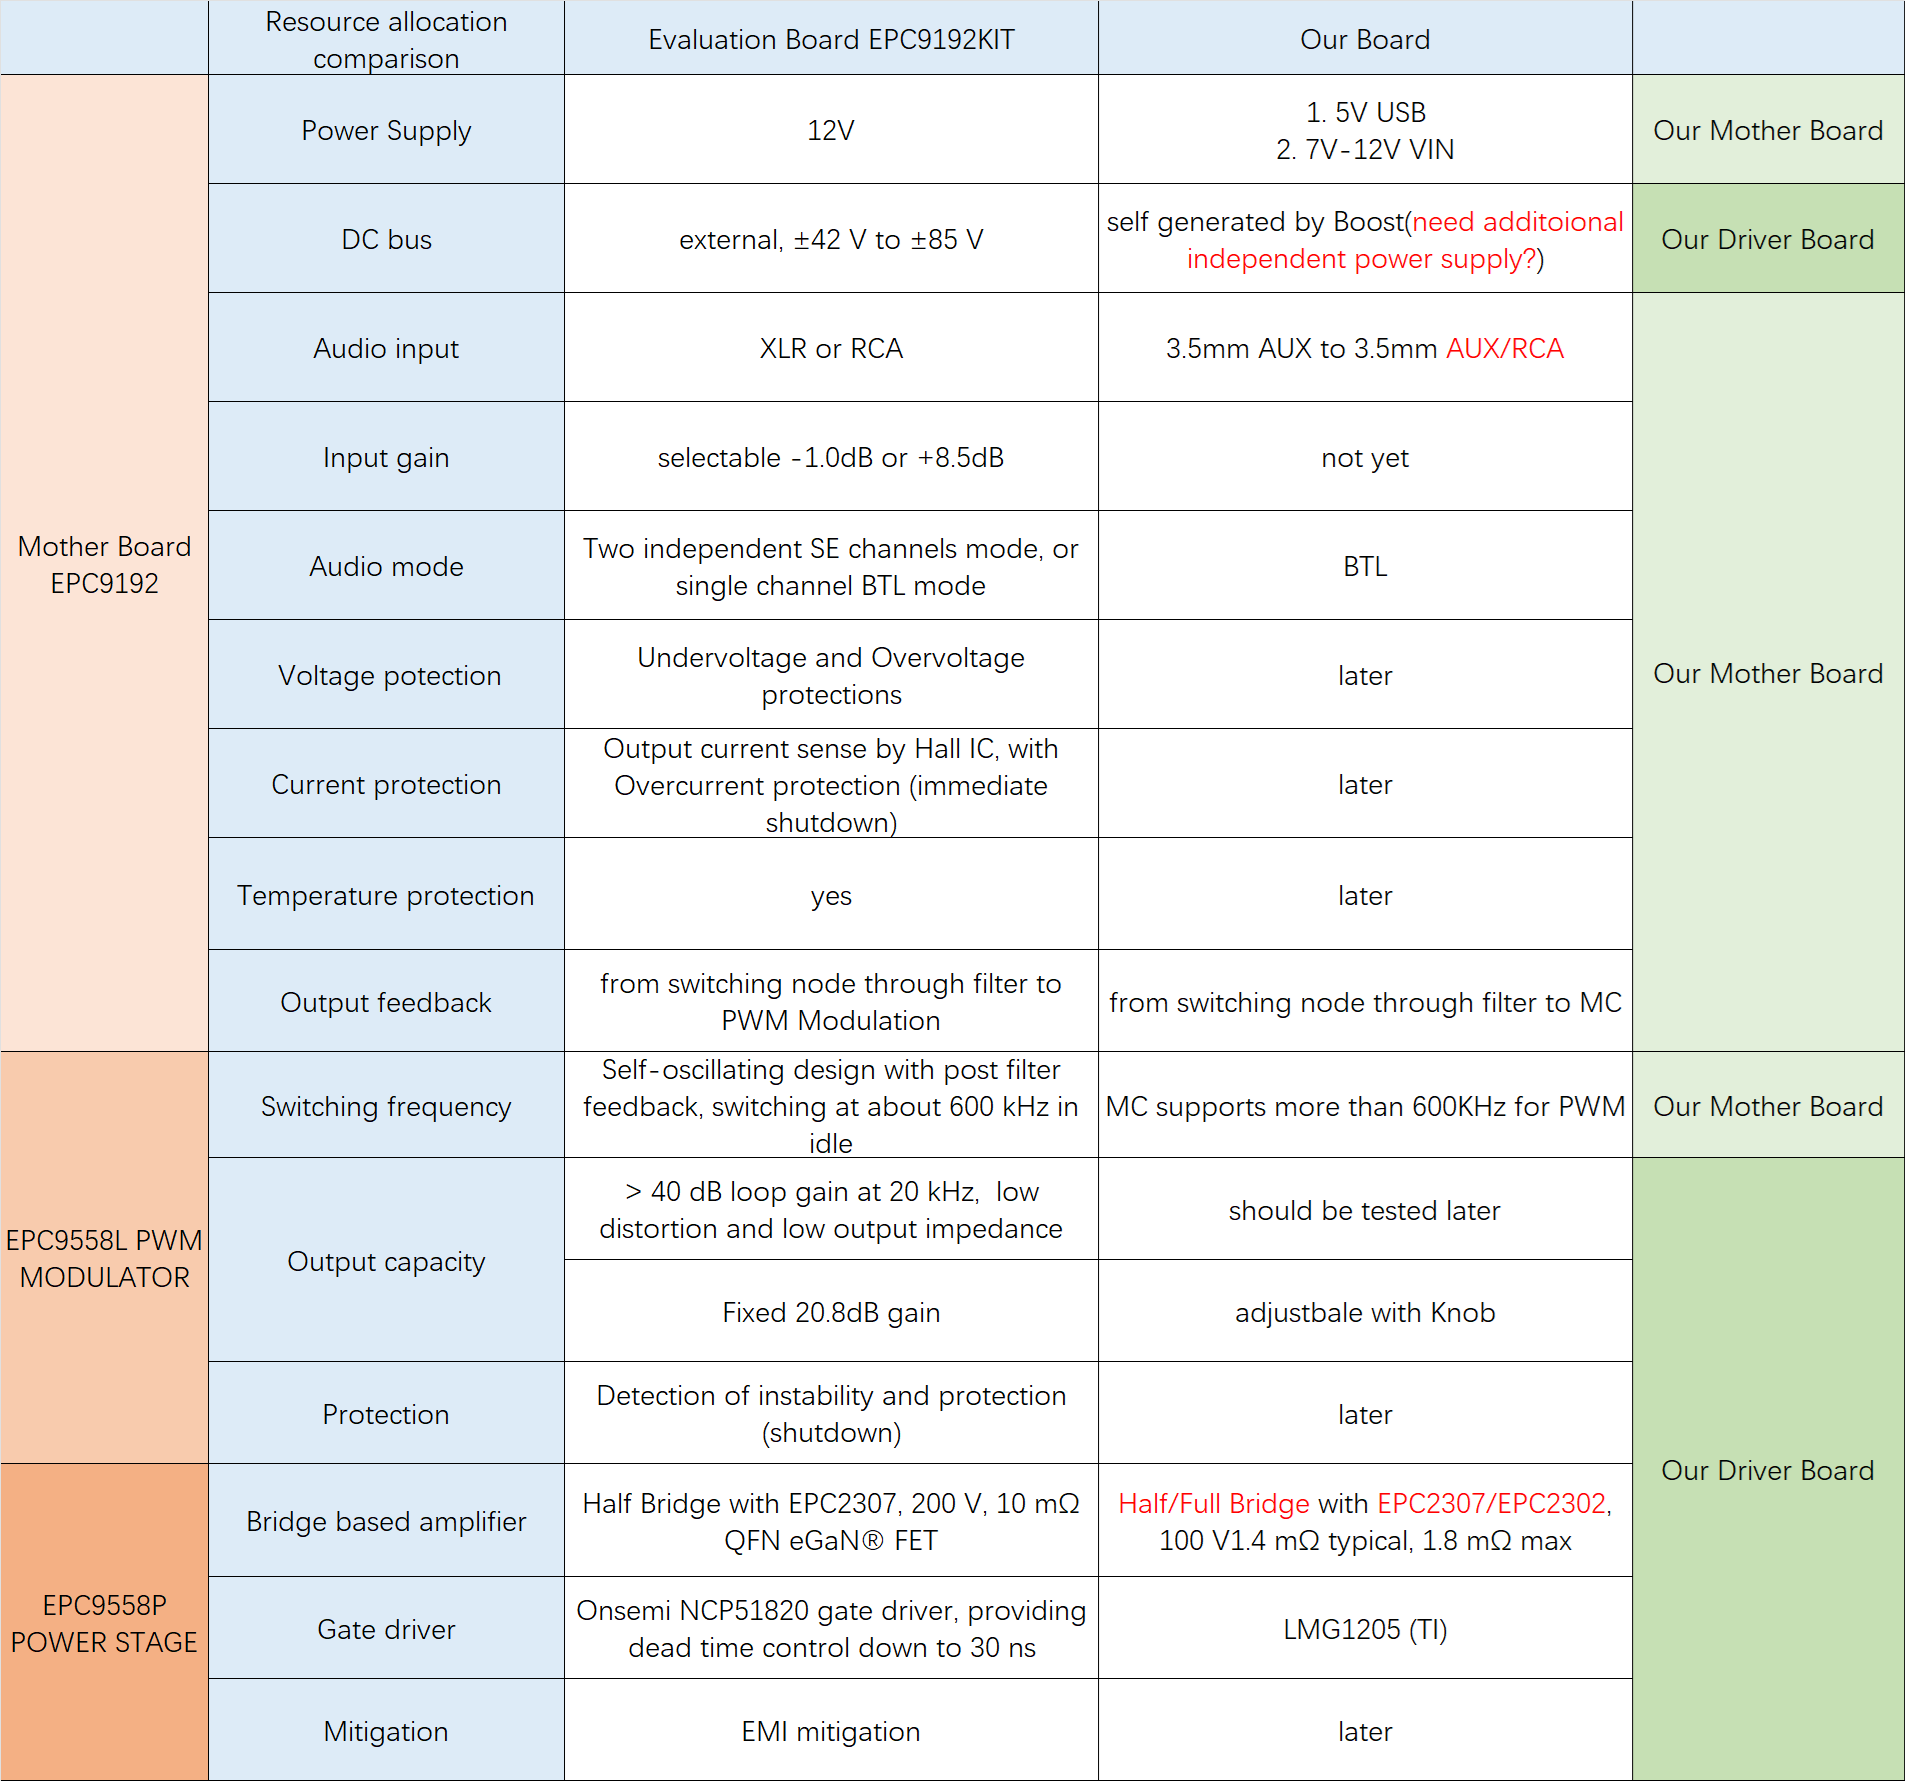 Resource allocation
comparison
Evaluation Board EPC9192KIT
Our Board
Mother Board
EPC9192
Power Supply
12V
1. 5V USB
2. 7V-12V VIN
Our Mother Board
DC bus
external, ±42 V to ±85 V
self generated by Boost(need additoional
independent power supply?)
Our Driver Board
Audio input
XLR or RCA
3.5mm AUX to 3.5mm AUX/RCA
Our Mother Board
Input gain
selectable -1.0dB or +8.5dB
not yet
Audio mode
Two independent SE channels mode, or
single channel BTL mode
BTL
Voltage potection
Undervoltage and Overvoltage
protections
later
Current protection
Output current sense by Hall IC, with
Overcurrent protection (immediate
shutdown)
later
Temperature protection
yes
later
Output feedback
from switching node through filter to
PWM Modulation
from switching node through filter to MC
EPC9558L PWM
MODULATOR
Switching frequency
Self-oscillating design with post filter
feedback, switching at about 600 kHz in
idle
MC supports more than 600KHz for PWM
Our Mother Board
Output capacity
> 40 dB loop gain at 20 kHz,  low
distortion and low output impedance
should be tested later
Our Driver Board
Fixed 20.8dB gain
adjustbale with Knob
Protection
Detection of instability and protection
(shutdown)
later
EPC9558P
POWER STAGE
Bridge based amplifier
Half Bridge with EPC2307, 200 V, 10 mΩ
QFN eGaN® FET
Half/Full Bridge with EPC2307/EPC2302,
100 V1.4 mΩ typical, 1.8 mΩ max
Gate driver
Onsemi NCP51820 gate driver, providing
dead time control down to 30 ns
LMG1205 (TI)
Mitigation
EMI mitigation
later